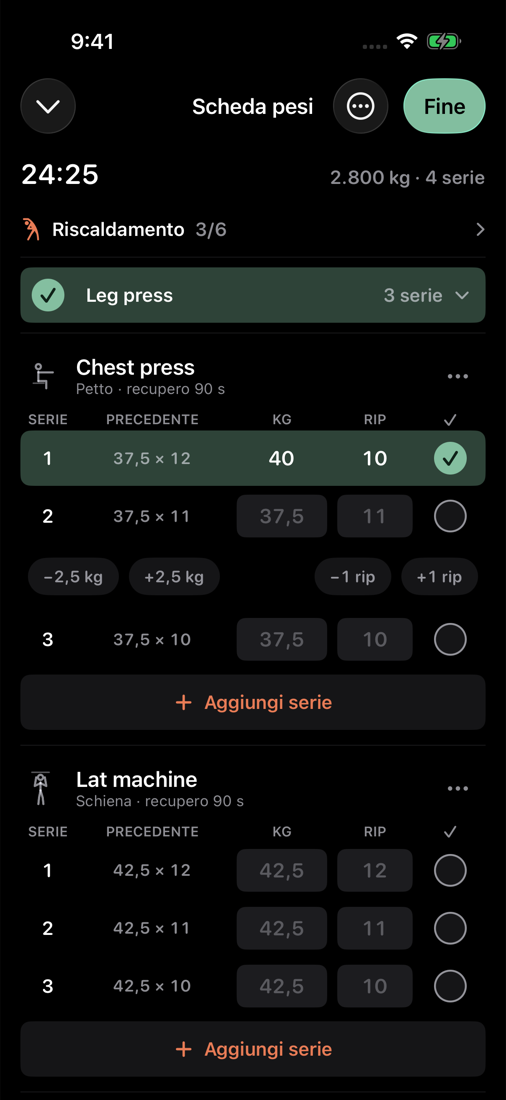 9:41
Scheda pesi
Fine
24:25
2.800 kg · 4 serie
Riscaldamento 3/6
Leg press
3 serie
Chest press
Petto · recupero 90 s
SERIE PRECEDENTE KG RIP
1 37,5 × 12 40 10
2 37,5 × 11 37,5 11
−2,5 kg +2,5 kg −1 rip +1 rip
3 37,5 × 10 37,5 10
+ Aggiungi serie
Lat machine
Schiena · recupero 90 s
SERIE PRECEDENTE KG RIP
1 42,5 × 12 42,5 12
2 42,5 × 11 42,5 11
3 42,5 × 10 42,5 10
+ Aggiungi serie